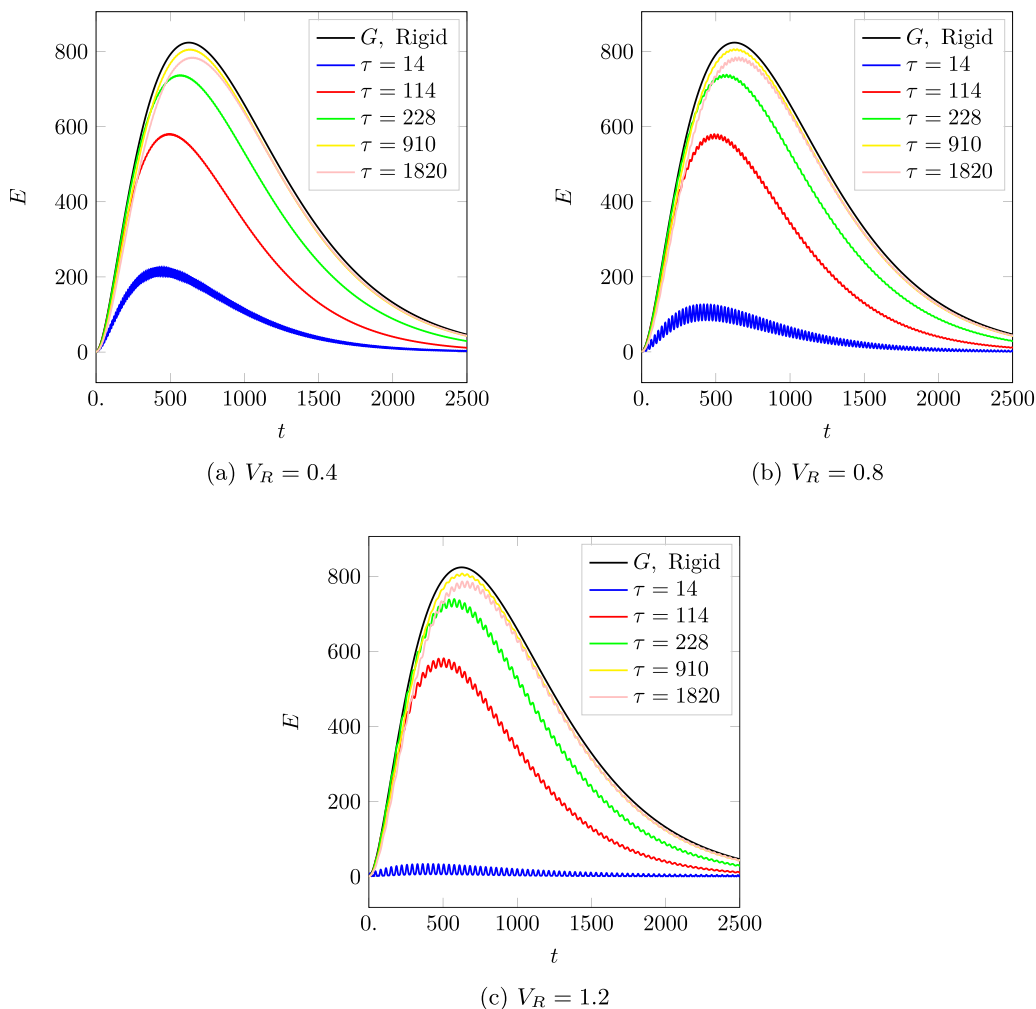 E
800
600
400
200
0
0.
500
1000
1500
2000
2500
t
G, Rigid
τ = 14
τ = 114
τ = 228
τ = 910
τ = 1820
(a) V_R = 0.4
E
800
600
400
200
0
0.
500
1000
1500
2000
2500
t
G, Rigid
τ = 14
τ = 114
τ = 228
τ = 910
τ = 1820
(b) V_R = 0.8
E
800
600
400
200
0
0.
500
1000
1500
2000
2500
t
G, Rigid
τ = 14
τ = 114
τ = 228
τ = 910
τ = 1820
(c) V_R = 1.2